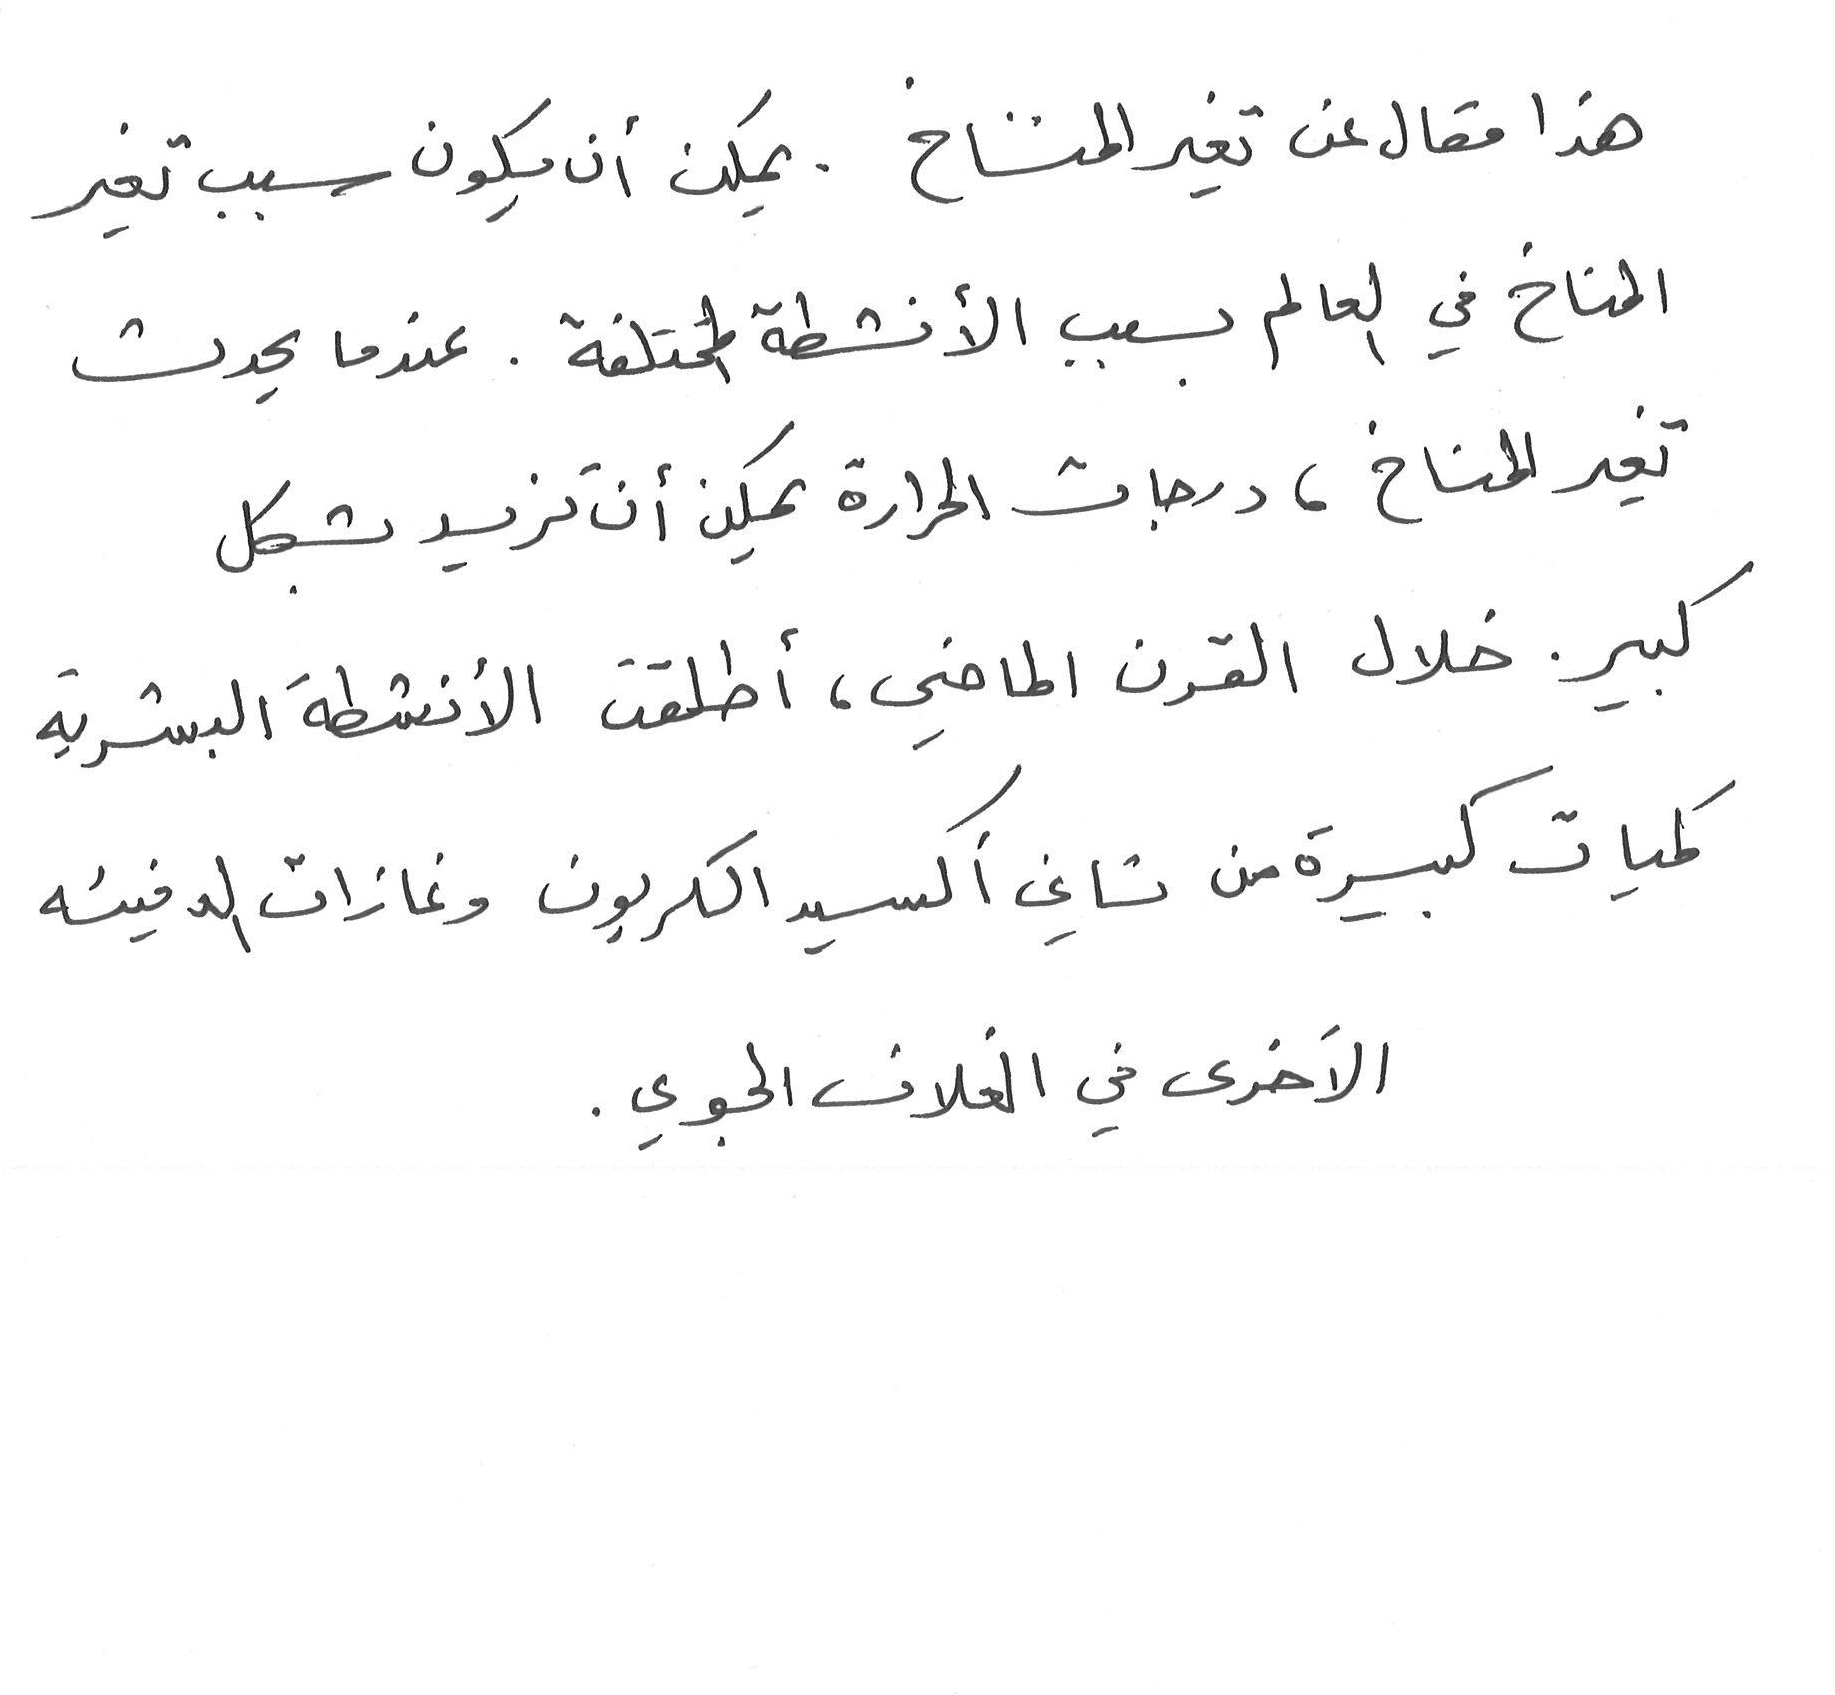 هذا مقال عن تغير المناخ . يمكن أن يكون سبب تغير
المناخ في العالم بسبب الأنشطة المختلفة . عندما يحدث
تغير المناخ ، درجات الحرارة يمكن أن تزيد بشكل
كبير . خلال القرن الماضي ، أطلقت الأنشطة البشرية
كميات كبيرة من ثاني أكسيد الكربون وغازات الدفيئه
الأخرى في الغلاف الجوي .